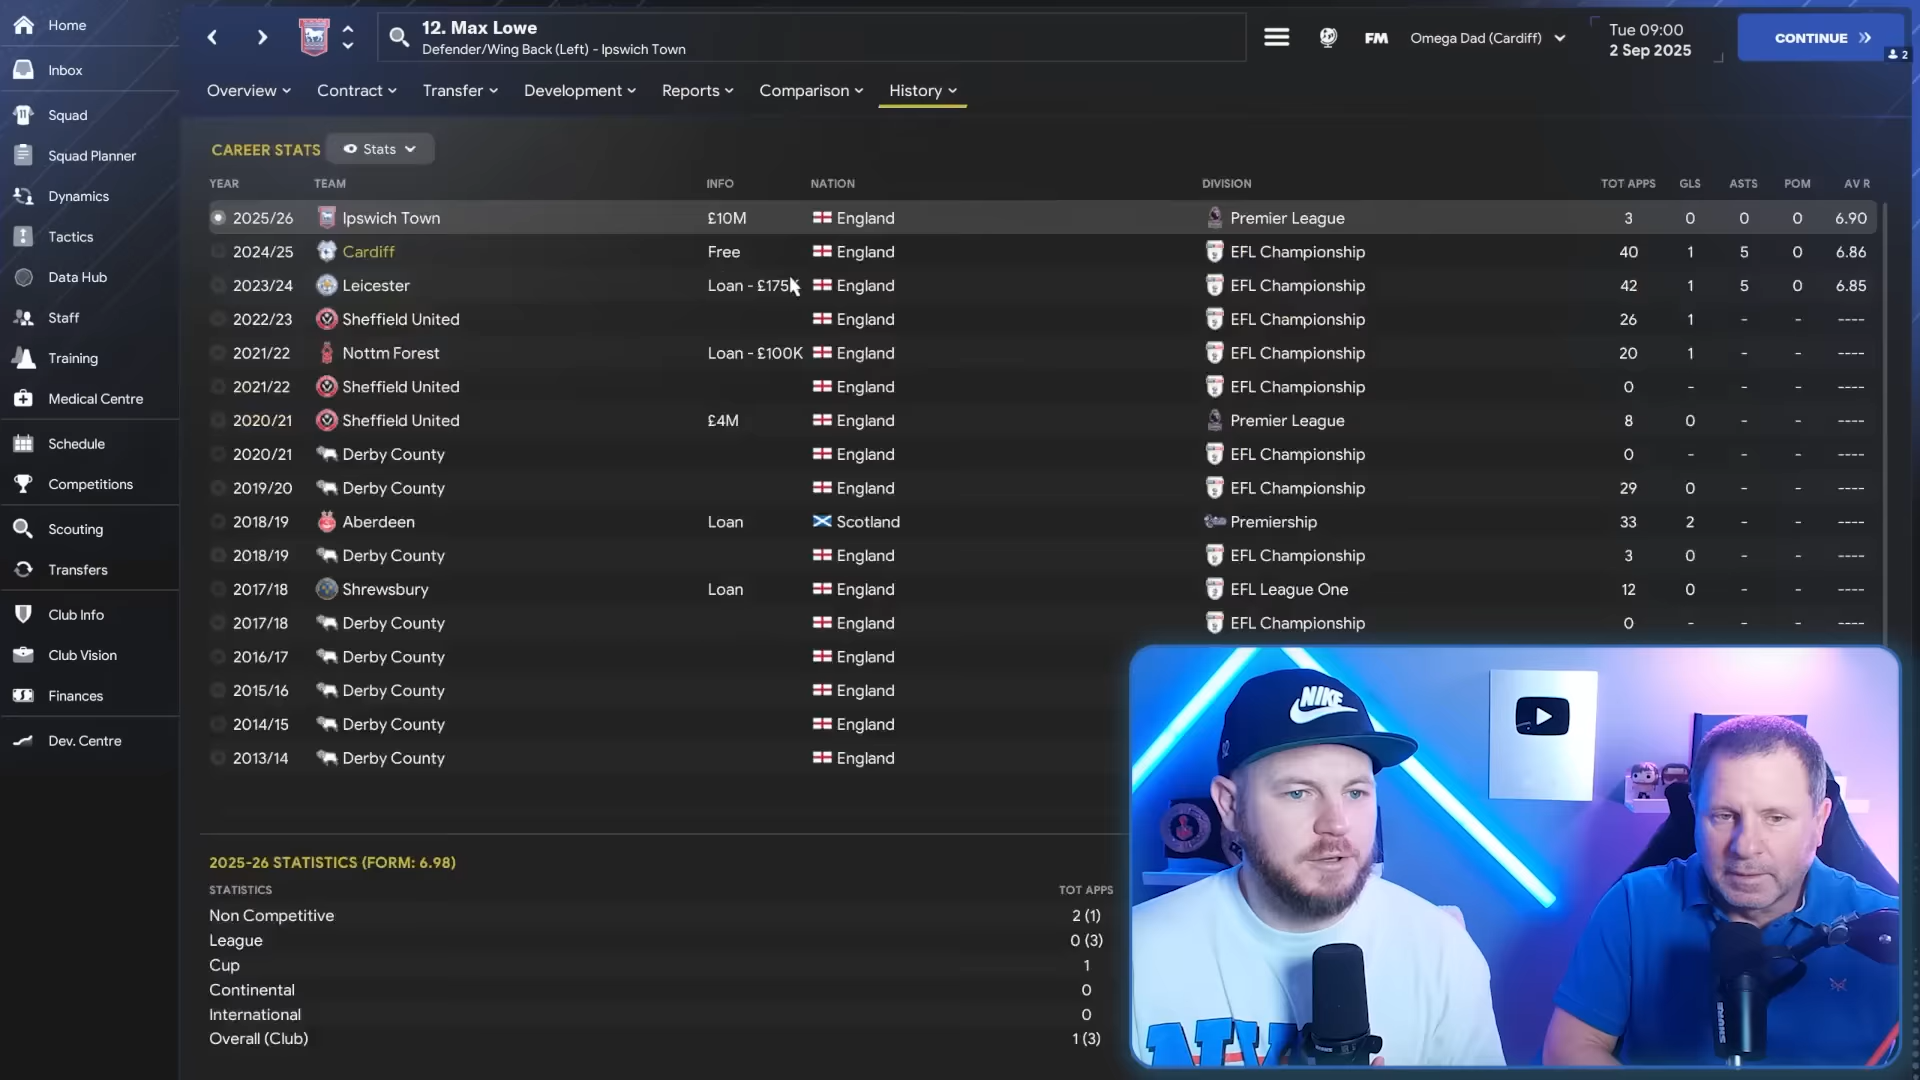 Home
Inbox
Squad
Squad Planner
Dynamics
Tactics
Data Hub
Staff
Training
Medical Centre
Schedule
Competitions
Scouting
Transfers
Club Info
Club Vision
Finances
Dev. Centre
12. Max Lowe
Defender/Wing Back (Left) - Ipswich Town
FM
Omega Dad (Cardiff)
Tue 09:00
2 Sep 2025
CONTINUE
2
Overview Contract Transfer Development Reports Comparison History
CAREER STATS Stats
YEAR TEAM INFO NATION DIVISION TOT APPS GLS ASTS POM AV R
2025/26 Ipswich Town £10M England Premier League 3 0 0 0 6.90
2024/25 Cardiff Free England EFL Championship 40 1 5 0 6.86
2023/24 Leicester Loan - £175 England EFL Championship 42 1 5 0 6.85
2022/23 Sheffield United England EFL Championship 26 1 - - ----
2021/22 Nottm Forest Loan - £100K England EFL Championship 20 1 - - ----
2021/22 Sheffield United England EFL Championship 0 - - - ----
2020/21 Sheffield United £4M England Premier League 8 0 - - ----
2020/21 Derby County England EFL Championship 0 - - - ----
2019/20 Derby County England EFL Championship 29 0 - - ----
2018/19 Aberdeen Loan Scotland Premiership 33 2 - - ----
2018/19 Derby County England EFL Championship 3 0 - - ----
2017/18 Shrewsbury Loan England EFL League One 12 0 - - ----
2017/18 Derby County England EFL Championship 0 - - - ----
2016/17 Derby County England
2015/16 Derby County England
2014/15 Derby County England
2013/14 Derby County England
2025-26 STATISTICS (FORM: 6.98)
STATISTICS TOT APPS
Non Competitive 2 (1)
League 0 (3)
Cup 1
Continental 0
International 0
Overall (Club) 1 (3)
NIKE
SHURE